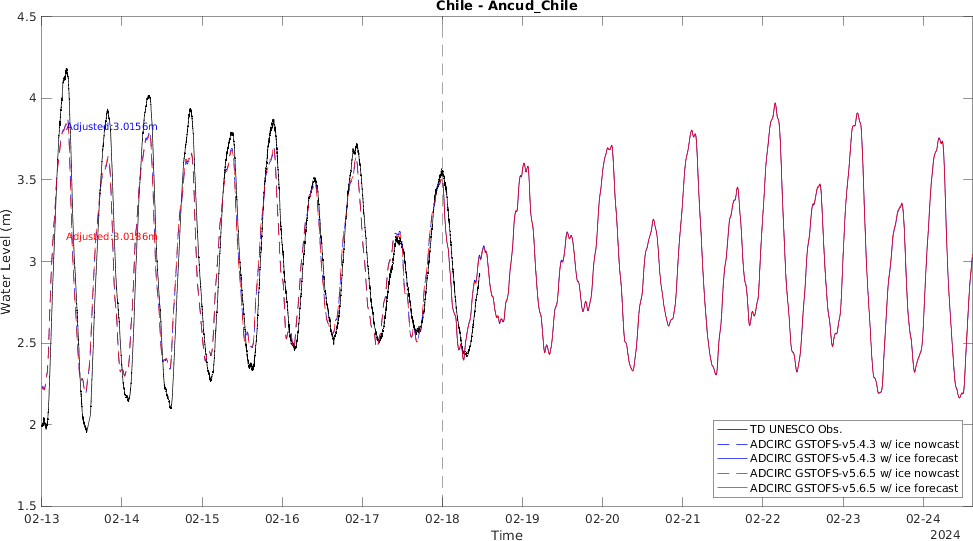 Chile - Ancud_Chile
4.5
4
3.5
3
2.5
2
1.5
Water Level (m)
Adjusted:3.0156m
Adjusted:3.0186m
TD UNESCO Obs.
ADCIRC GSTOFS-v5.4.3 w/ ice nowcast
ADCIRC GSTOFS-v5.4.3 w/ ice forecast
ADCIRC GSTOFS-v5.6.5 w/ ice nowcast
ADCIRC GSTOFS-v5.6.5 w/ ice forecast
02-13 02-14 02-15 02-16 02-17 02-18 02-19 02-20 02-21 02-22 02-23 02-24
Time
2024